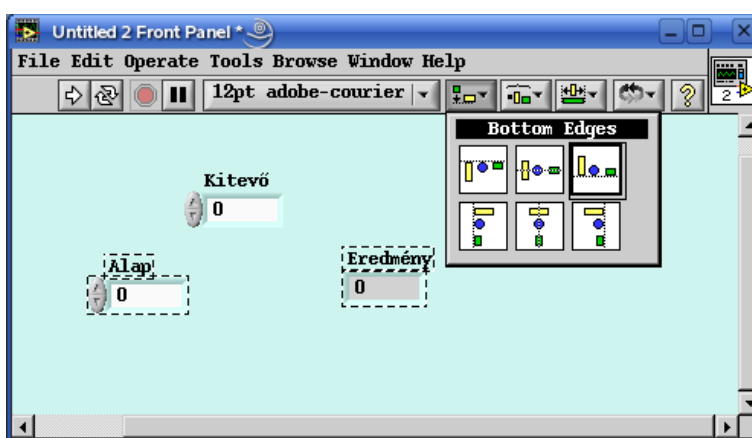 Untitled 2 Front Panel *
File Edit Operate Tools Browse Window Help
12pt adobe-courier
2
Bottom Edges
Kitevő
0
Alap
0
Eredmény
0